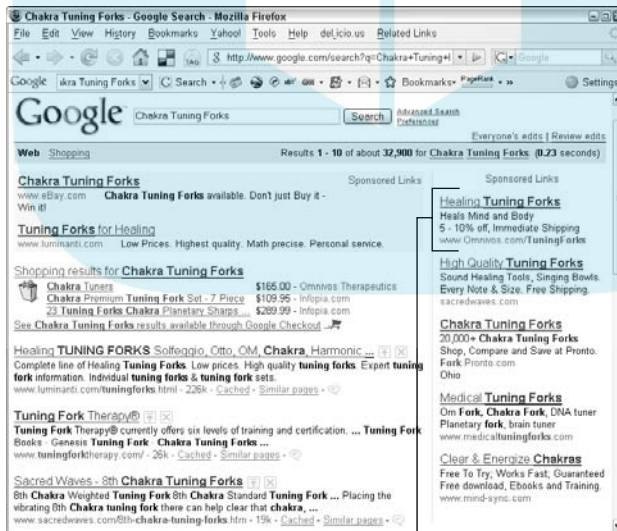 Chakra Tuning Forks - Google Search - Mozilla Firefox
File Edit View History Bookmarks Yahoo! Tools Help del.icio.us Related Links
http://www.google.com/search?q=Chakra+Tuning+ Google
Google kra Tuning Forks Search Bookmarks PageRank Settings
Google Chakra Tuning Forks Search Advanced Search
Preferences
Everyone's edits | Review edits
Web Shopping Results 1 - 10 of about 32,900 for Chakra Tuning Forks. (0.23 seconds)
Chakra Tuning Forks Sponsored Links
www.eBay.com Chakra Tuning Forks available. Don't just Buy it -
Win it!
Tuning Forks for Healing
www.luminanti.com Low Prices. Highest quality. Math precise. Personal service.
Shopping results for Chakra Tuning Forks
Chakra Tuners $165.00 - Omnivos Therapeutics
Chakra Premium Tuning Fork Set - 7 Piece $109.95 - Infopia.com
23 Tuning Forks Chakra Planetary Sharps ... $289.99 - Infopia.com
See Chakra Tuning Forks results available through Google Checkout
Healing TUNING FORKS Solfeggio, Otto, OM, Chakra, Harmonic ...
Complete line of Healing Tuning Forks. Low prices. High quality tuning forks. Expert tuning
fork information. Individual tuning forks & tuning fork sets.
www.luminanti.com/tuningforks.html - 226k - Cached - Similar pages -
Tuning Fork Therapy®
Tuning Fork Therapy® currently offers six levels of training and certification. ... Tuning Fork
Books · Genesis Tuning Fork · Chakra Tuning Forks ...
www.tuningforktherapy.com/ - 26k - Cached - Similar pages -
Sacred Waves - 8th Chakra Tuning Forks
8th Chakra Weighted Tuning Fork 8th Chakra Standard Tuning Fork ... Placing the
vibrating 8th Chakra tuning fork there can help clear that chakra, ...
www.sacredwaves.com/8th-chakra-tuning-forks.htm - 19k - Cached - Similar pages -
Sponsored Links
Healing Tuning Forks
Heals Mind and Body
5 - 10% off, Immediate Shipping
www.Omnivos.com/TuningForks
High Quality Tuning Forks
Sound Healing Tools, Singing Bowls.
Every Note & Size. Free Shipping.
sacredwaves.com
Chakra Tuning Forks
20,000+ Chakra Tuning Forks
Shop, Compare and Save at Pronto.
Fork.Pronto.com
Ohio
Medical Tuning Forks
Om Fork, Chakra Fork, DNA tuner
Planetary fork, brain tuner
www.medicaltuningforks.com
Clear & Energize Chakras
Free To Try, Works Fast, Guaranteed
Free download, Ebooks and Training.
www.mind-sync.com